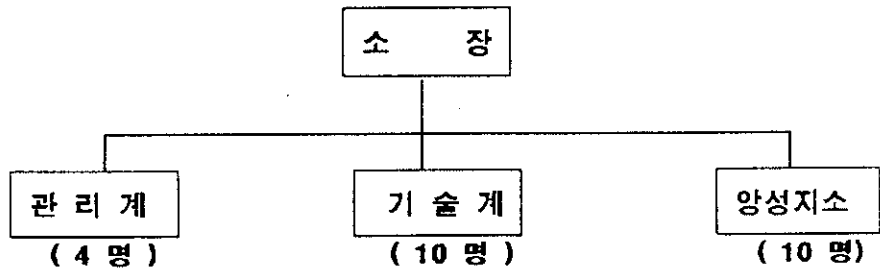 소 장
관 리 계 기 술 계 앙성지소
( 4 명 ) ( 10 명 ) ( 10 명)